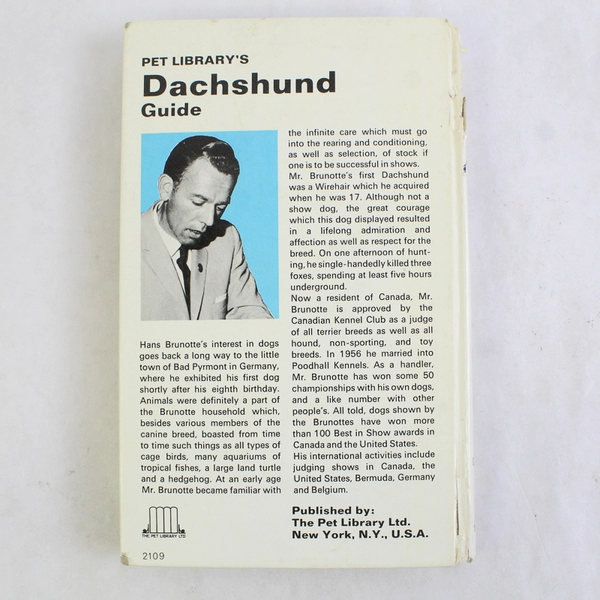 PET LIBRARY'S
Dachshund
Guide
Hans Brunotte's interest in dogs
goes back a long way to the little
town of Bad Pyrmont in Germany,
where he exhibited his first dog
shortly after his eighth birthday.
Animals were definitely a part of
the Brunotte household which,
besides various members of the
canine breed, boasted from time
to time such things as all types of
cage birds, many aquariums of
tropical fishes, a large land turtle
and a hedgehog. At an early age
Mr. Brunotte became familiar with
the infinite care which must go
into the rearing and conditioning,
as well as selection, of stock if
one is to be successful in shows.
Mr. Brunotte's first Dachshund
was a Wirehair which he acquired
when he was 17. Although not a
show dog, the great courage
which this dog displayed resulted
in a lifelong admiration and
affection as well as respect for the
breed. On one afternoon of hunt-
ing, he single-handedly killed three
foxes, spending at least five hours
underground.
Now a resident of Canada, Mr.
Brunotte is approved by the
Canadian Kennel Club as a judge
of all terrier breeds as well as all
hound, non-sporting, and toy
breeds. In 1956 he married into
Poodhall Kennels. As a handler,
Mr. Brunotte has won some 50
championships with his own dogs,
and a like number with other
people's. All told, dogs shown by
the Brunottes have won more
than 100 Best in Show awards in
Canada and the United States.
His international activities include
judging shows in Canada, the
United States, Bermuda, Germany
and Belgium.
Published by:
The Pet Library Ltd.
New York, N.Y., U.S.A.
THE PET LIBRARY LTD
2109